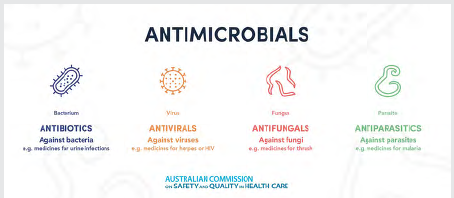 ANTIMICROBIALS
Bacterium
Virus
Fungus
Parasite
ANTIBIOTICS
ANTIVIRALS
ANTIFUNGALS
ANTIPARASITICS
Against bacteria
Against viruses
Against fungi
Against parasites
e.g. medicines for urine infections
e.g. medicines for herpes or HIV
e.g. medicines for thrush
e.g. medicine for malaria
AUSTRALIAN COMMISSION
ON SAFETY AND QUALITY IN HEALTH CARE